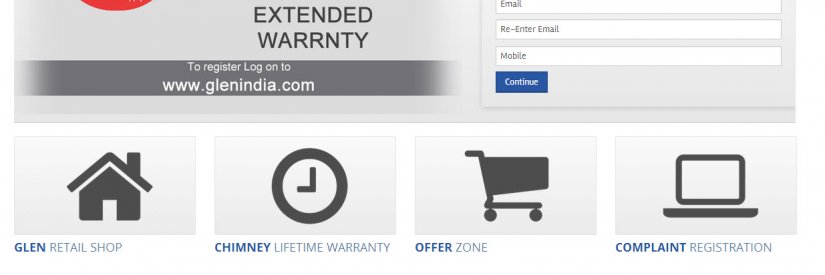 EXTENDED
WARRNTY
To register Log on to
www.glenindia.com
Email
Re-Enter Email
Mobile
Continue
GLEN RETAIL SHOP
CHIMNEY LIFETIME WARRANTY
OFFER ZONE
COMPLAINT REGISTRATION